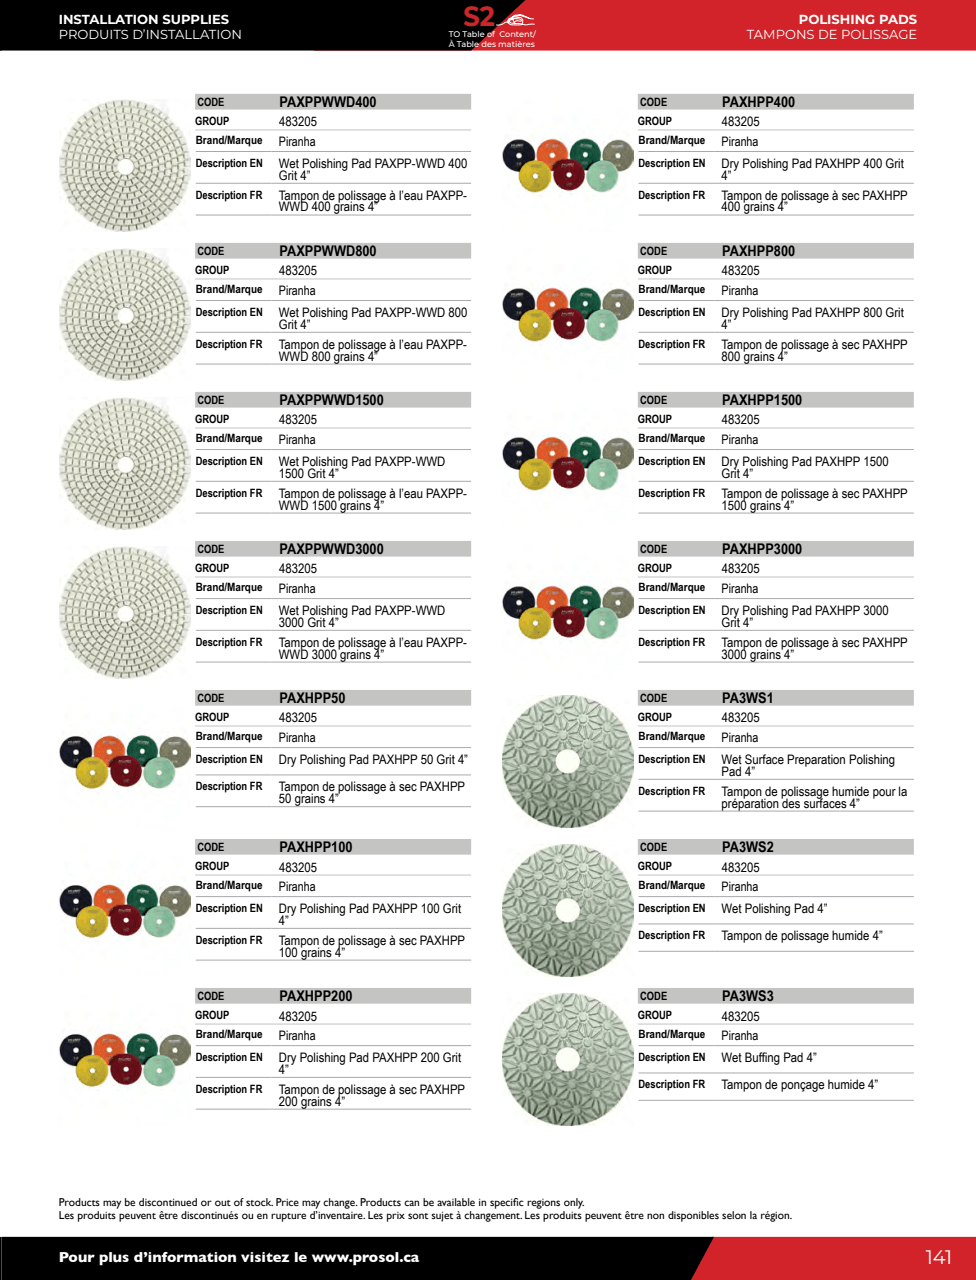 INSTALLATION SUPPLIES
PRODUITS D'INSTALLATION
S2
TO Table of Content/
À Table des matières
POLISHING PADS
TAMPONS DE POLISSAGE
CODE PAXPPWWD400
GROUP 483205
Brand/Marque Piranha
Description EN Wet Polishing Pad PAXPP-WWD 400
Grit 4”
Description FR Tampon de polissage à l’eau PAXPP-
WWD 400 grains 4”
CODE PAXPPWWD800
GROUP 483205
Brand/Marque Piranha
Description EN Wet Polishing Pad PAXPP-WWD 800
Grit 4”
Description FR Tampon de polissage à l’eau PAXPP-
WWD 800 grains 4”
CODE PAXPPWWD1500
GROUP 483205
Brand/Marque Piranha
Description EN Wet Polishing Pad PAXPP-WWD
1500 Grit 4”
Description FR Tampon de polissage à l’eau PAXPP-
WWD 1500 grains 4”
CODE PAXPPWWD3000
GROUP 483205
Brand/Marque Piranha
Description EN Wet Polishing Pad PAXPP-WWD
3000 Grit 4”
Description FR Tampon de polissage à l’eau PAXPP-
WWD 3000 grains 4”
CODE PAXHPP50
GROUP 483205
Brand/Marque Piranha
Description EN Dry Polishing Pad PAXHPP 50 Grit 4”
Description FR Tampon de polissage à sec PAXHPP
50 grains 4”
CODE PAXHPP100
GROUP 483205
Brand/Marque Piranha
Description EN Dry Polishing Pad PAXHPP 100 Grit
4”
Description FR Tampon de polissage à sec PAXHPP
100 grains 4”
CODE PAXHPP200
GROUP 483205
Brand/Marque Piranha
Description EN Dry Polishing Pad PAXHPP 200 Grit
4”
Description FR Tampon de polissage à sec PAXHPP
200 grains 4”
CODE PAXHPP400
GROUP 483205
Brand/Marque Piranha
Description EN Dry Polishing Pad PAXHPP 400 Grit
4”
Description FR Tampon de polissage à sec PAXHPP
400 grains 4”
CODE PAXHPP800
GROUP 483205
Brand/Marque Piranha
Description EN Dry Polishing Pad PAXHPP 800 Grit
4”
Description FR Tampon de polissage à sec PAXHPP
800 grains 4”
CODE PAXHPP1500
GROUP 483205
Brand/Marque Piranha
Description EN Dry Polishing Pad PAXHPP 1500
Grit 4”
Description FR Tampon de polissage à sec PAXHPP
1500 grains 4”
CODE PAXHPP3000
GROUP 483205
Brand/Marque Piranha
Description EN Dry Polishing Pad PAXHPP 3000
Grit 4”
Description FR Tampon de polissage à sec PAXHPP
3000 grains 4”
CODE PA3WS1
GROUP 483205
Brand/Marque Piranha
Description EN Wet Surface Preparation Polishing
Pad 4”
Description FR Tampon de polissage humide pour la
préparation des surfaces 4”
CODE PA3WS2
GROUP 483205
Brand/Marque Piranha
Description EN Wet Polishing Pad 4”
Description FR Tampon de polissage humide 4”
CODE PA3WS3
GROUP 483205
Brand/Marque Piranha
Description EN Wet Buffing Pad 4”
Description FR Tampon de ponçage humide 4”
Products may be discontinued or out of stock. Price may change. Products can be available in specific regions only.
Les produits peuvent être discontinués ou en rupture d’inventaire. Les prix sont sujet à changement. Les produits peuvent être non disponibles selon la région.
Pour plus d’information visitez le www.prosol.ca
141